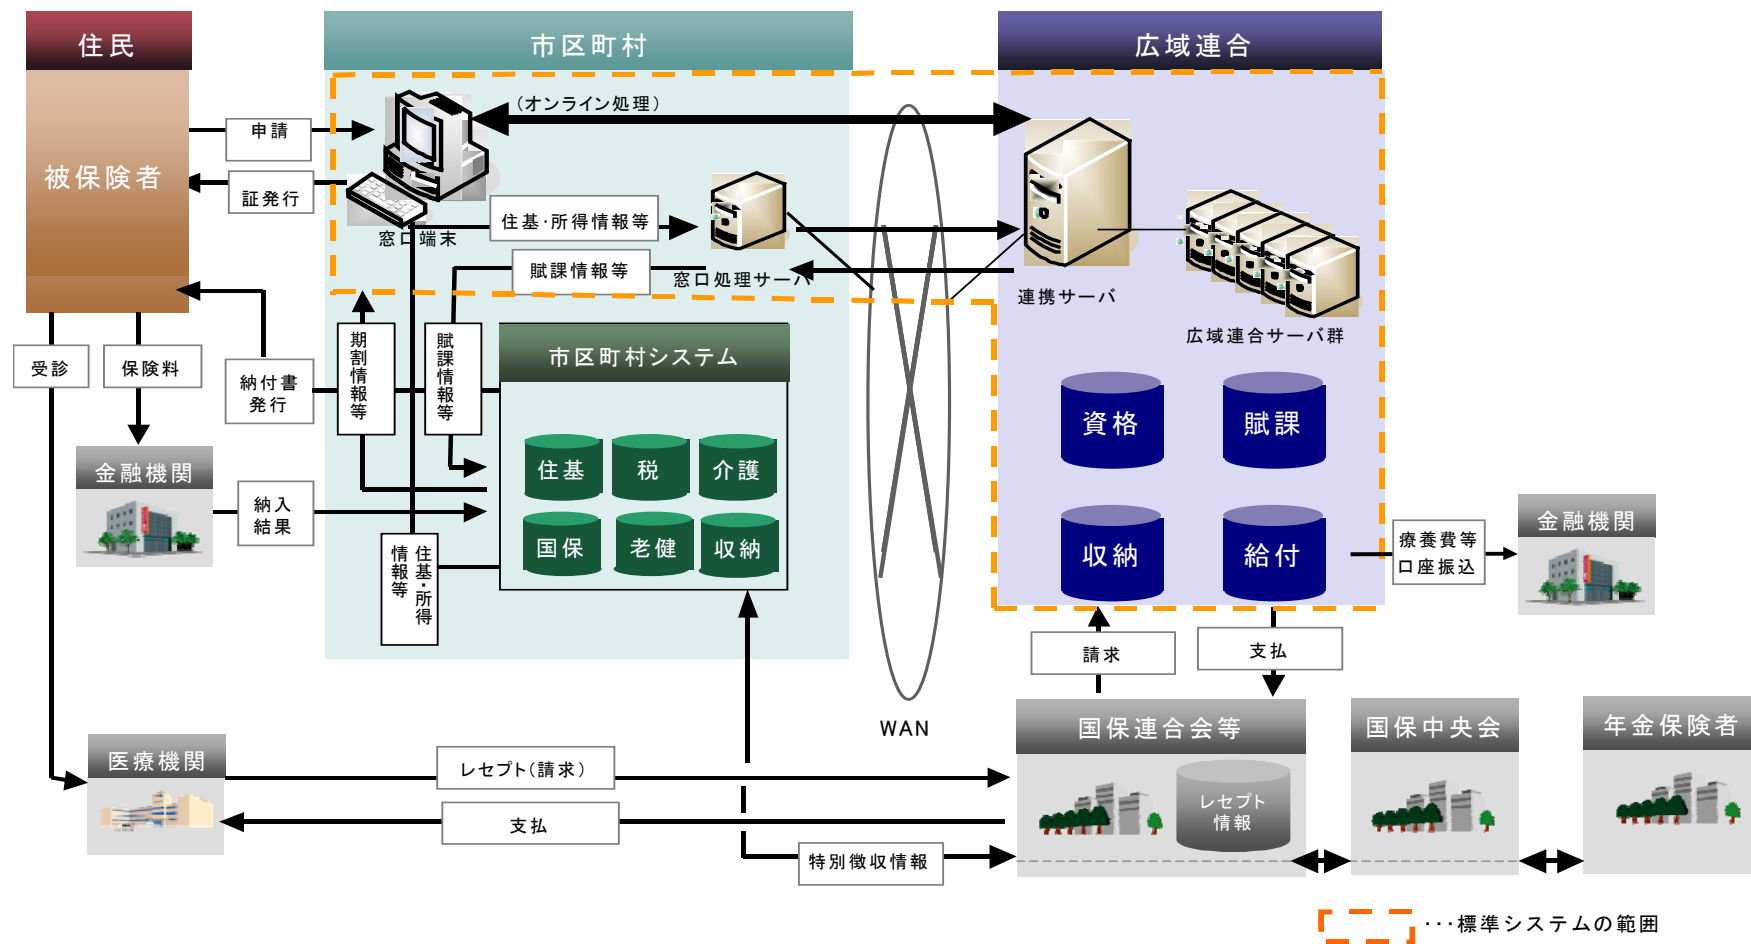 住民
市区町村
広域連合
(オンライン処理)
申請
被保険者
証発行
住基・所得情報等
窓口端末
賦課情報等
窓口処理サーバ
連携サーバ
広域連合サーバ群
受診
保険料
納付書
発行
期割情報等
賦課情報等
市区町村システム
資格
賦課
住基
税
介護
金融機関
納入
結果
国保
老健
収納
住基・所得
情報等
収納
給付
療養費等
口座振込
金融機関
請求
支払
WAN
国保連合会等
国保中央会
年金保険者
医療機関
レセプト(請求)
レセプト
情報
支払
特別徴収情報
・・・標準システムの範囲